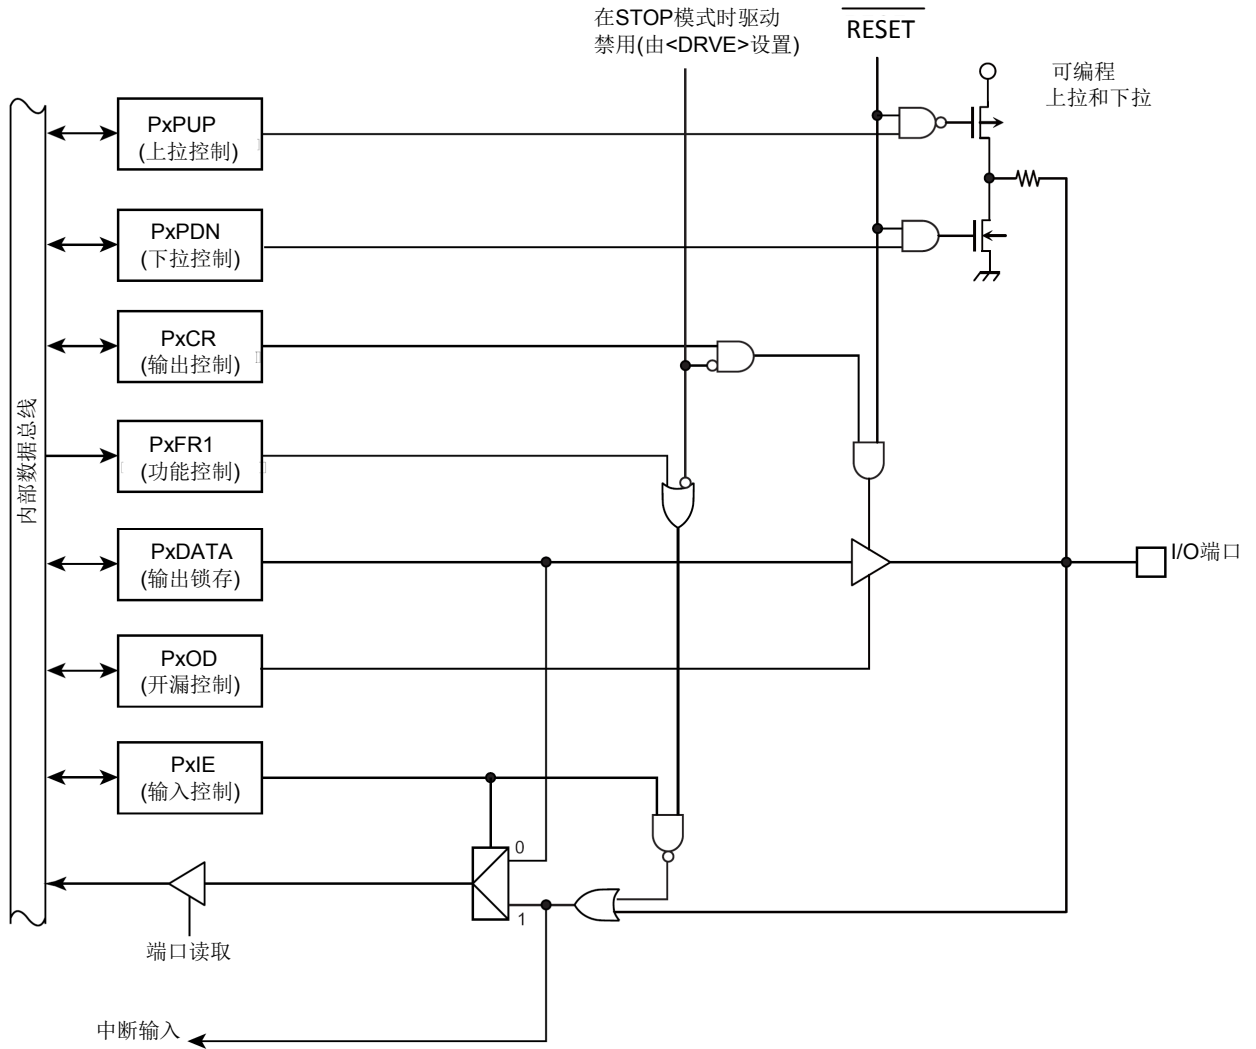 在STOP模式时驱动
禁用(由<DRVE>设置)
RESET
可编程
上拉和下拉
PxPUP
(上拉控制)
PxPDN
(下拉控制)
PxCR
(输出控制)
PxFR1
(功能控制)
内部数据总线
PxDATA
(输出锁存)
I/O端口
PxOD
(开漏控制)
PxIE
(输入控制)
0
1
端口读取
中断输入